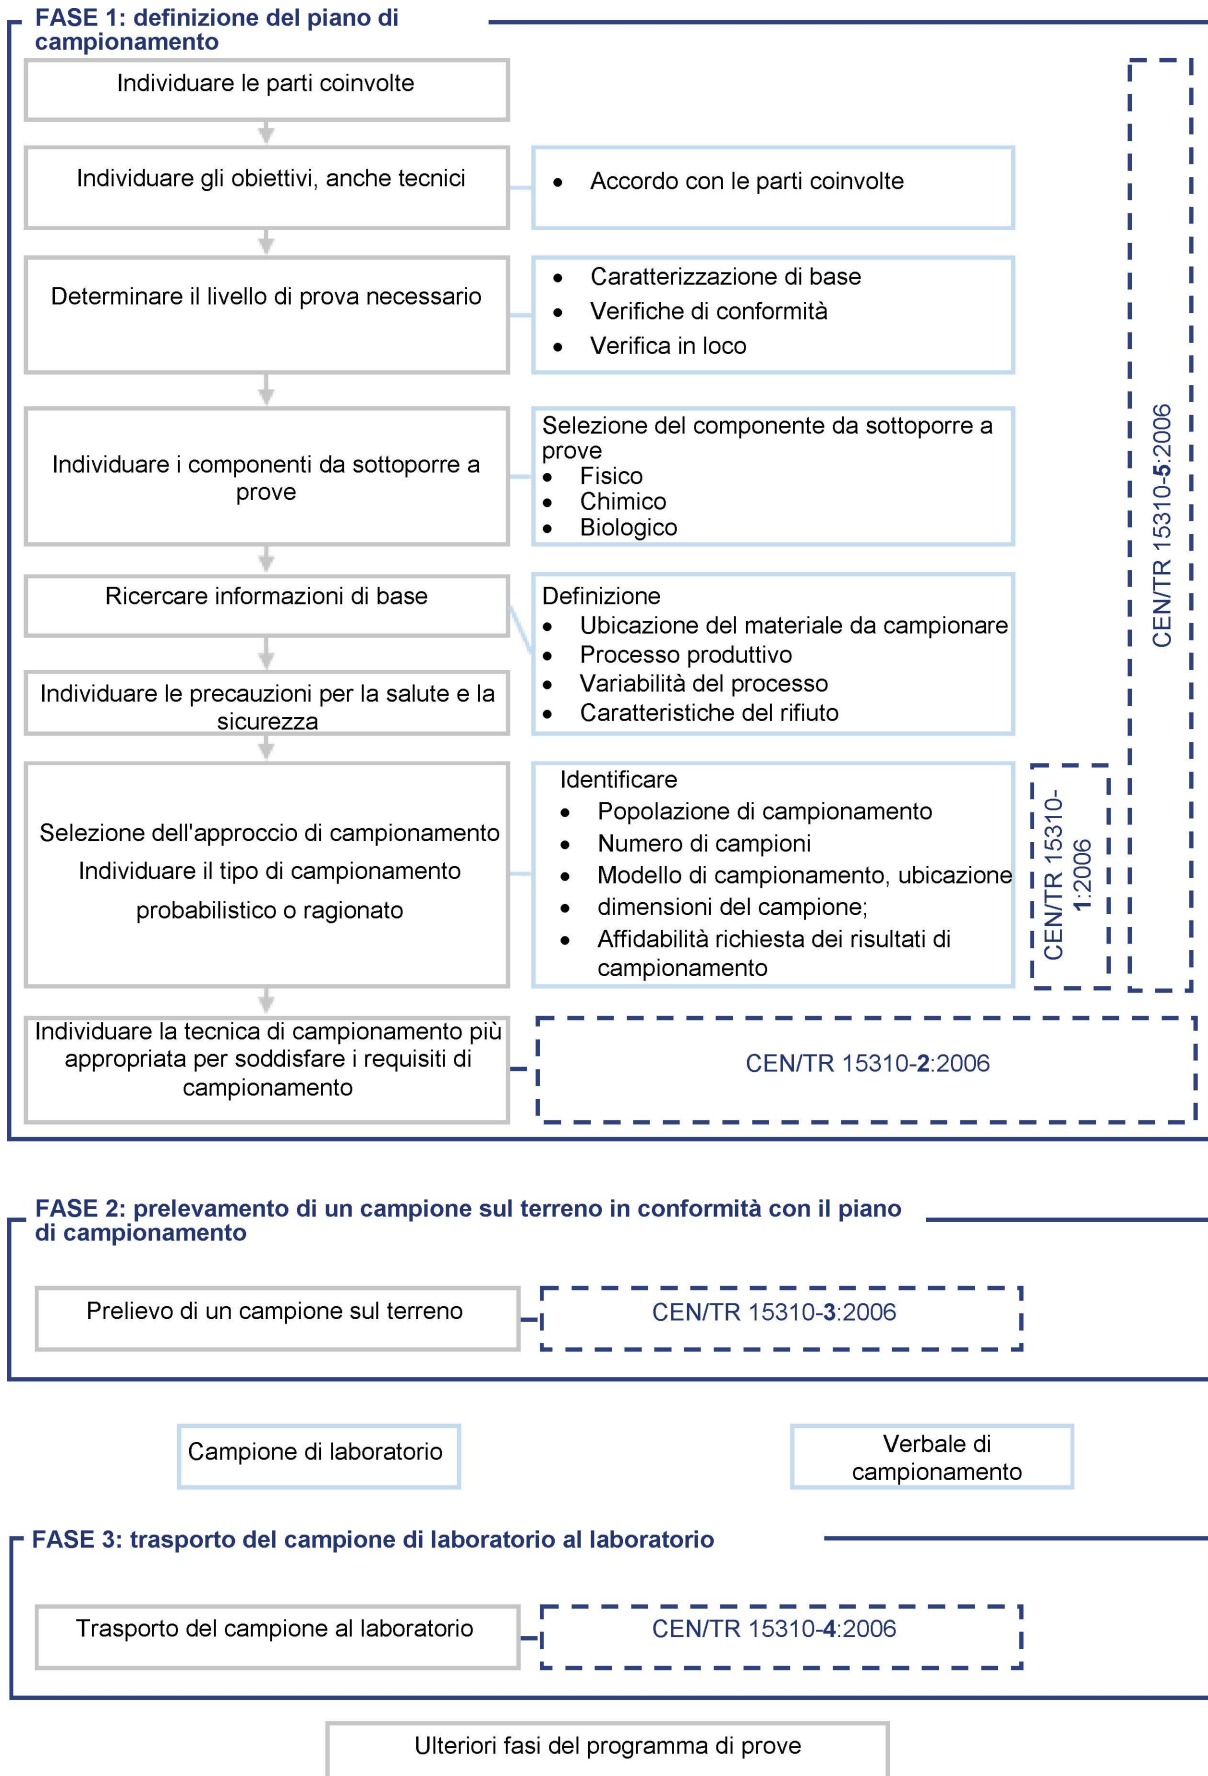 FASE 1: definizione del piano di
campionamento
Individuare le parti coinvolte
Individuare gli obiettivi, anche tecnici
• Accordo con le parti coinvolte
Determinare il livello di prova necessario
• Caratterizzazione di base
• Verifiche di conformità
• Verifica in loco
Individuare i componenti da sottoporre a
prove
Selezione del componente da sottoporre a
prove
• Fisico
• Chimico
• Biologico
Ricercare informazioni di base
Definizione
• Ubicazione del materiale da campionare
• Processo produttivo
• Variabilità del processo
• Caratteristiche del rifiuto
Individuare le precauzioni per la salute e la
sicurezza
Selezione dell'approccio di campionamento
Individuare il tipo di campionamento
probabilistico o ragionato
Identificare
• Popolazione di campionamento
• Numero di campioni
• Modello di campionamento, ubicazione
• dimensioni del campione;
• Affidabilità richiesta dei risultati di
campionamento
CEN/TR 15310-
1:2006
CEN/TR 15310-5:2006
Individuare la tecnica di campionamento più
appropriata per soddisfare i requisiti di
campionamento
CEN/TR 15310-2:2006
FASE 2: prelevamento di un campione sul terreno in conformità con il piano
di campionamento
Prelievo di un campione sul terreno
CEN/TR 15310-3:2006
Campione di laboratorio
Verbale di
campionamento
FASE 3: trasporto del campione di laboratorio al laboratorio
Trasporto del campione al laboratorio
CEN/TR 15310-4:2006
Ulteriori fasi del programma di prove